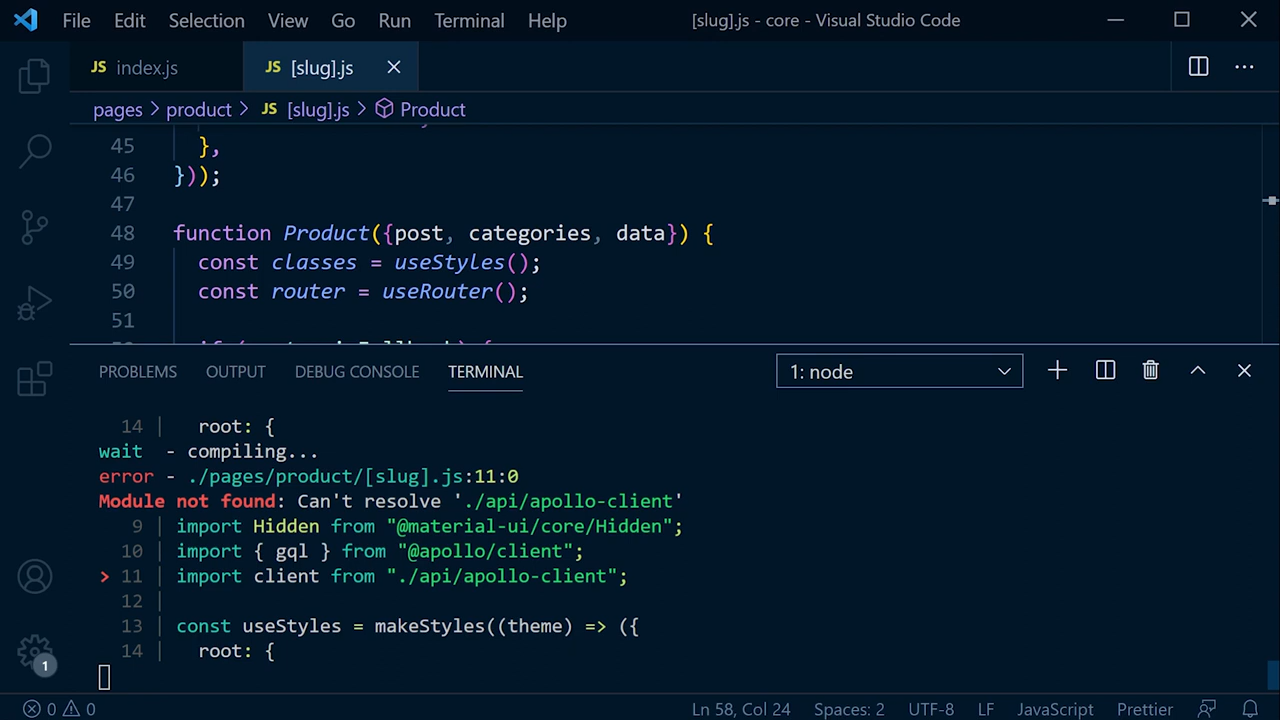 File Edit Selection View Go Run Terminal Help [slug].js - core - Visual Studio Code
JS index.js JS [slug].js
pages > product > JS [slug].js > Product
45 },
46 }));
47
48 function Product({post, categories, data}) {
49 const classes = useStyles();
50 const router = useRouter();
51
PROBLEMS OUTPUT DEBUG CONSOLE TERMINAL 1: node
14 | root: {
wait - compiling...
error - ./pages/product/[slug].js:11:0
Module not found: Can't resolve './api/apollo-client'
9 | import Hidden from "@material-ui/core/Hidden";
10 | import { gql } from "@apollo/client";
> 11 | import client from "./api/apollo-client";
12 |
13 | const useStyles = makeStyles((theme) => ({
14 | root: {
1
0 0 Ln 58, Col 24 Spaces: 2 UTF-8 LF JavaScript Prettier